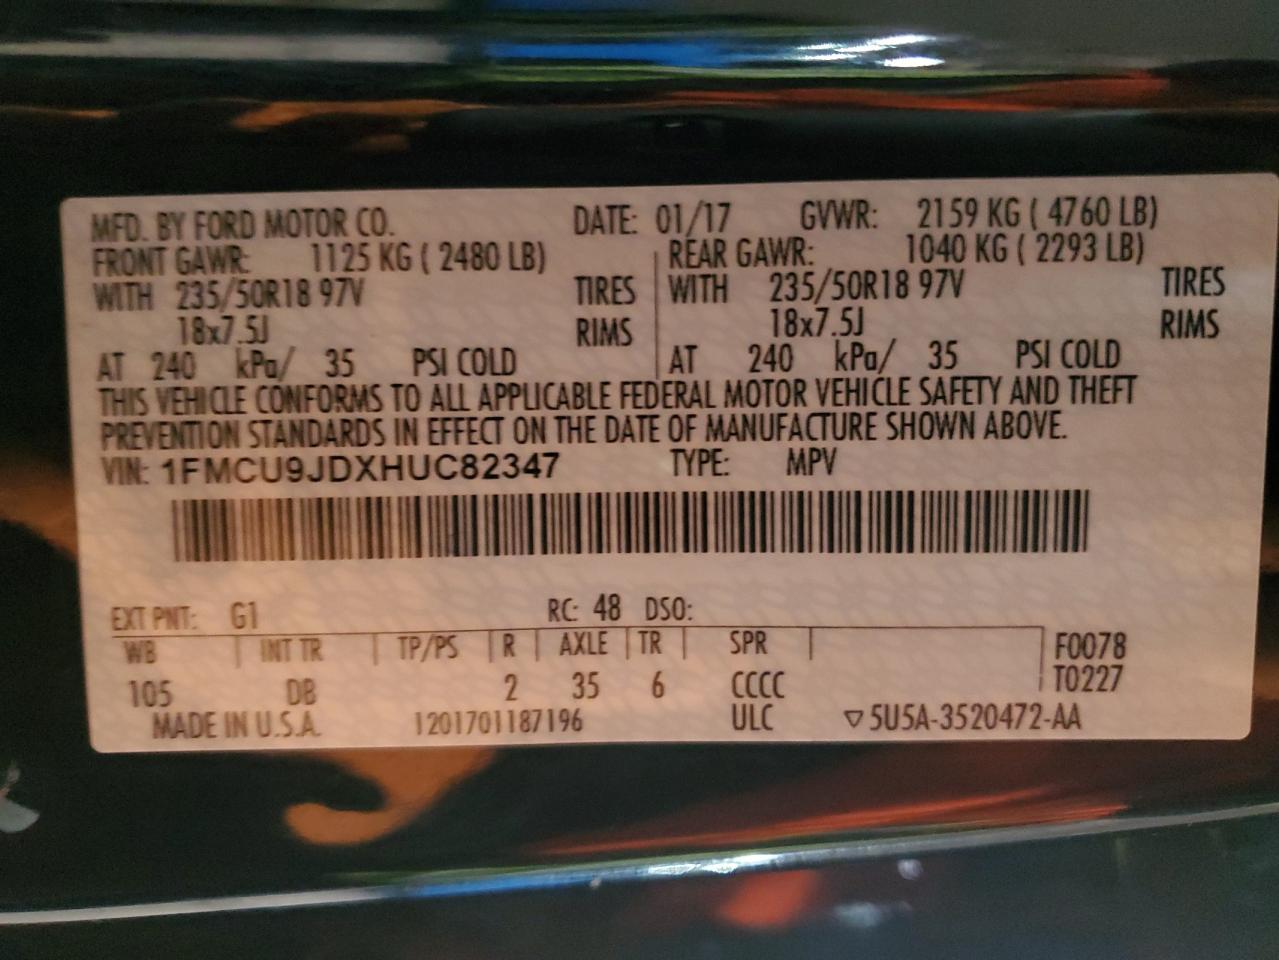 MFD. BY FORD MOTOR CO. DATE: 01/17 GVWR: 2159 KG ( 4760 LB)
FRONT GAWR: 1125 KG ( 2480 LB) REAR GAWR: 1040 KG ( 2293 LB)
WITH 235/50R18 97V TIRES WITH 235/50R18 97V TIRES
18x7.5J RIMS 18x7.5J RIMS
AT 240 kPa/ 35 PSI COLD AT 240 kPa/ 35 PSI COLD
THIS VEHICLE CONFORMS TO ALL APPLICABLE FEDERAL MOTOR VEHICLE SAFETY AND THEFT
PREVENTION STANDARDS IN EFFECT ON THE DATE OF MANUFACTURE SHOWN ABOVE.
VIN: 1FMCU9JDXHUC82347 TYPE: MPV
EXT PNT: G1 RC: 48 DSO:
WB INT TR TP/PS R AXLE TR SPR F0078
105 DB 2 35 6 CCCC T0227
MADE IN U.S.A. 1201701187196 ULC ▽5U5A-3520472-AA